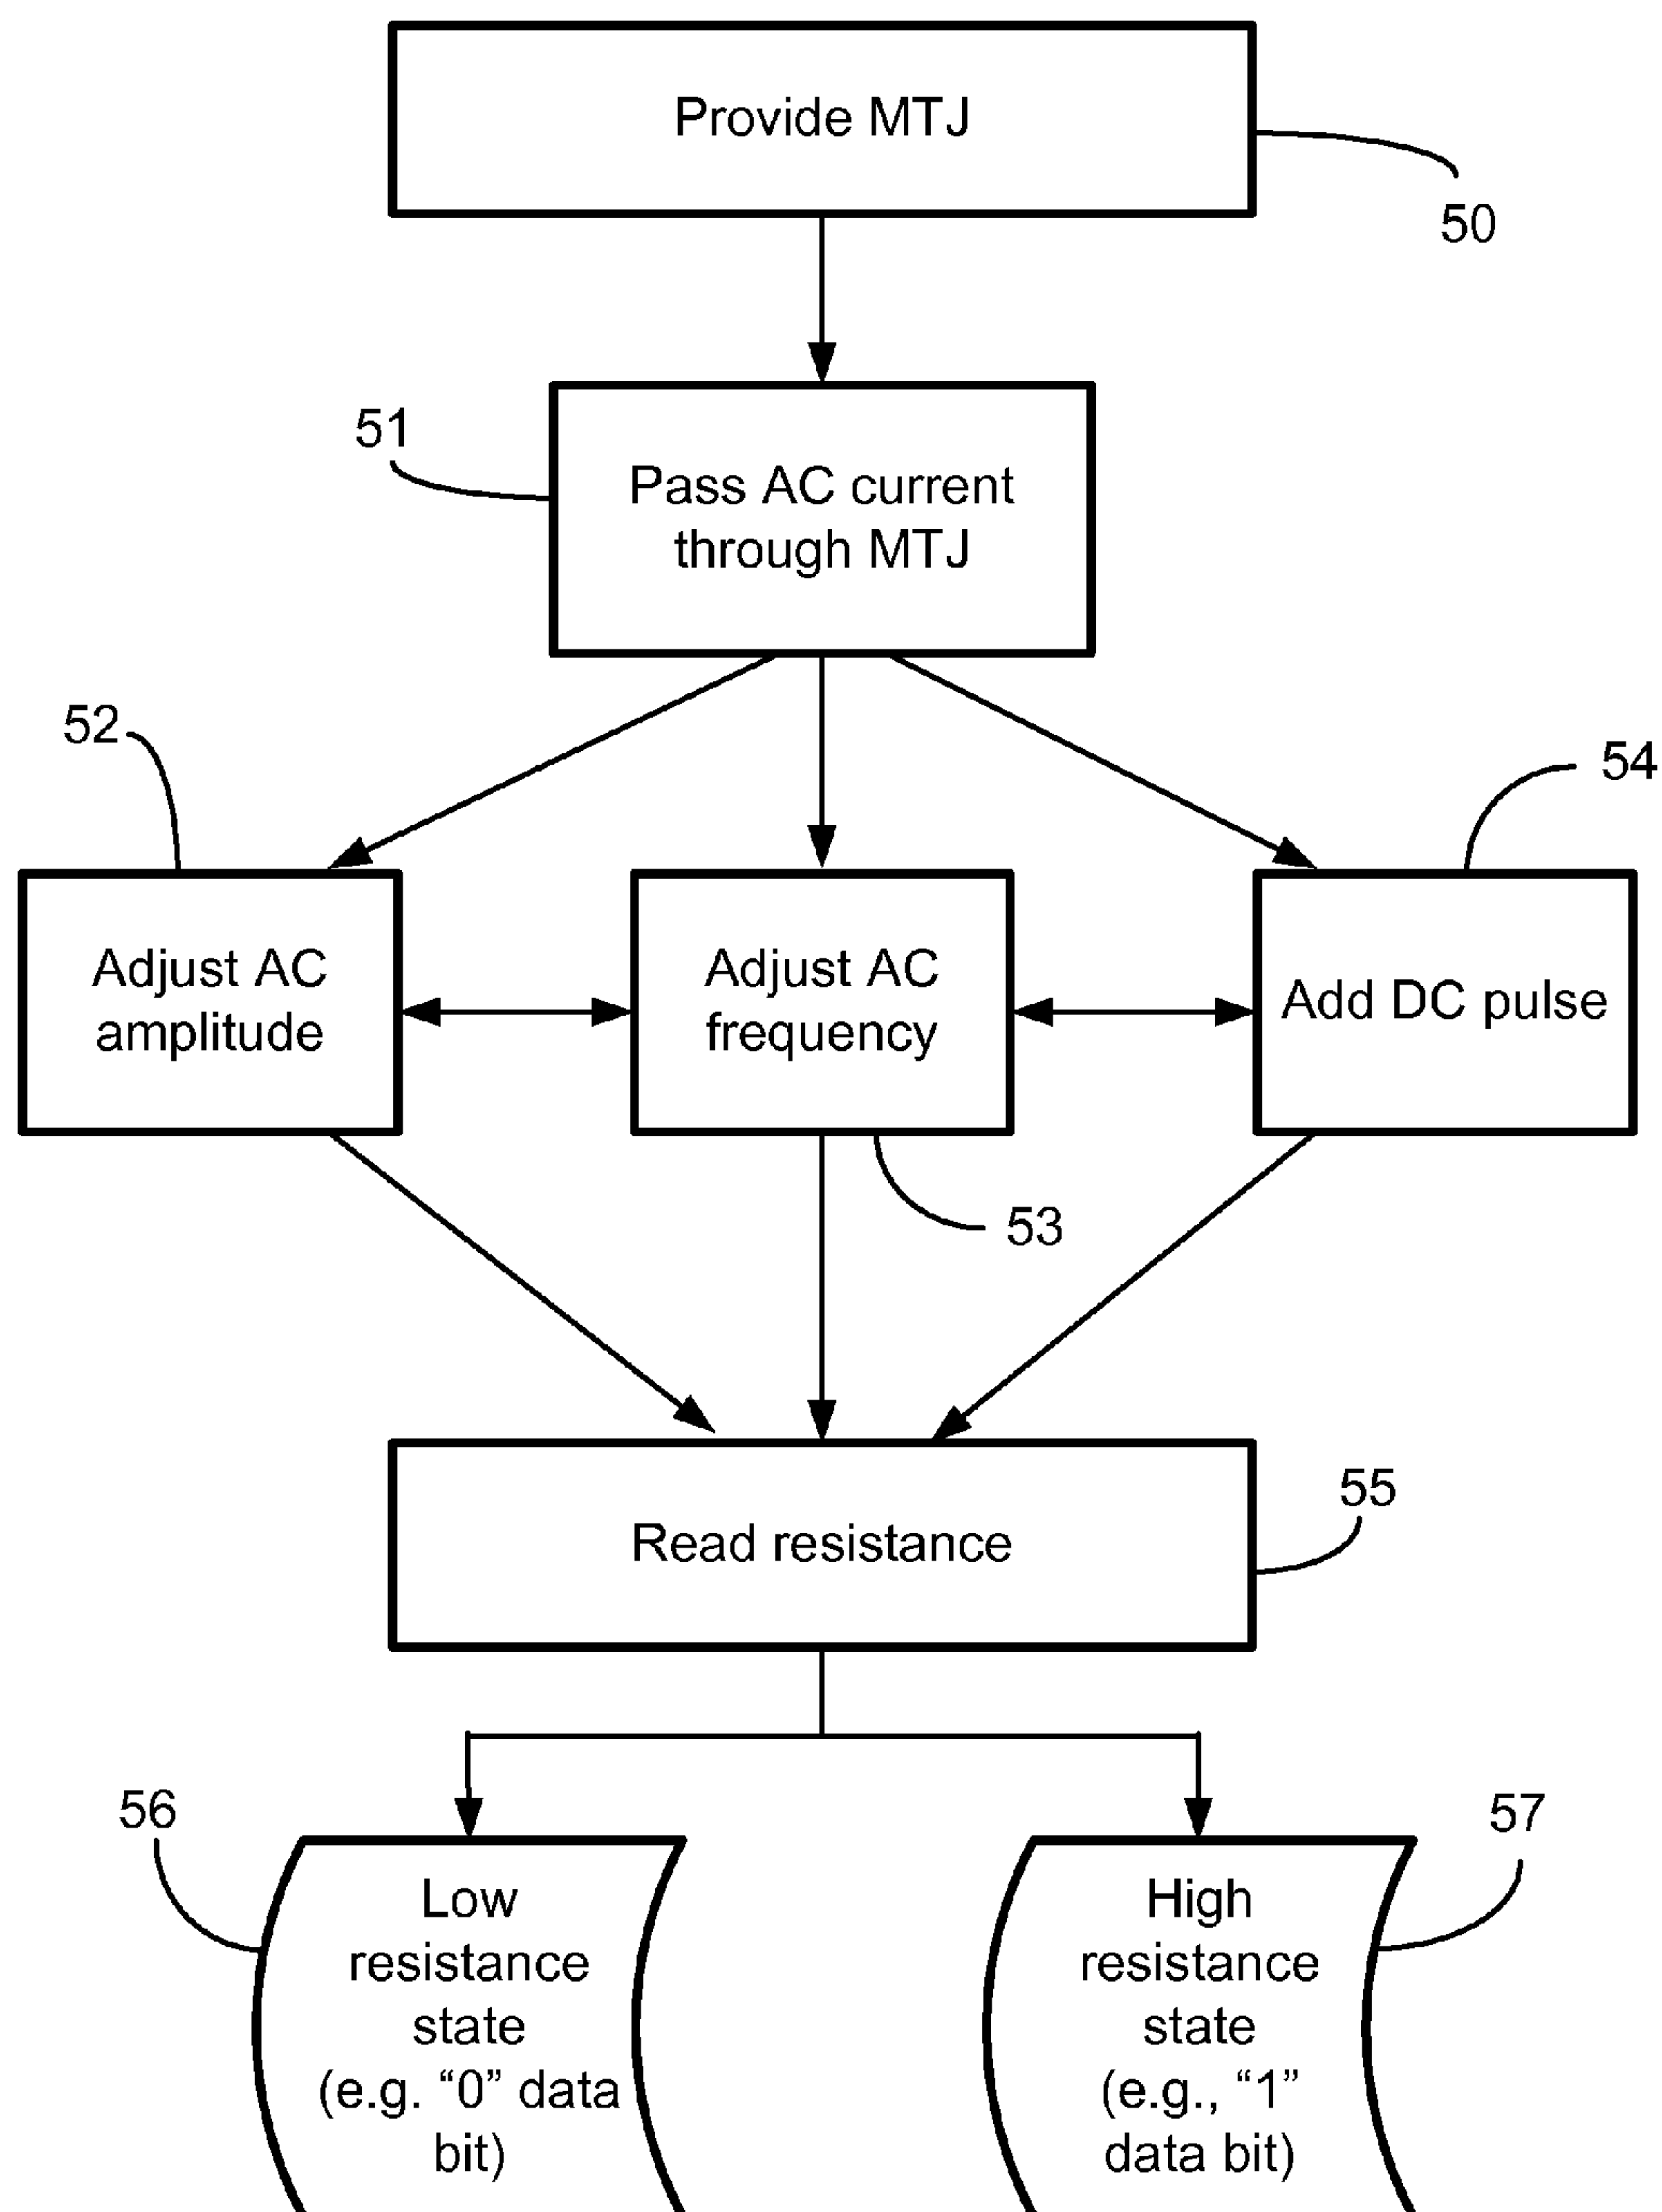 Provide MTJ
50
51
Pass AC current
through MTJ
52
54
Adjust AC
amplitude
Adjust AC
frequency
Add DC pulse
53
55
Read resistance
56
57
Low
resistance
state
(e.g. “0” data
bit)
High
resistance
state
(e.g., “1”
data bit)